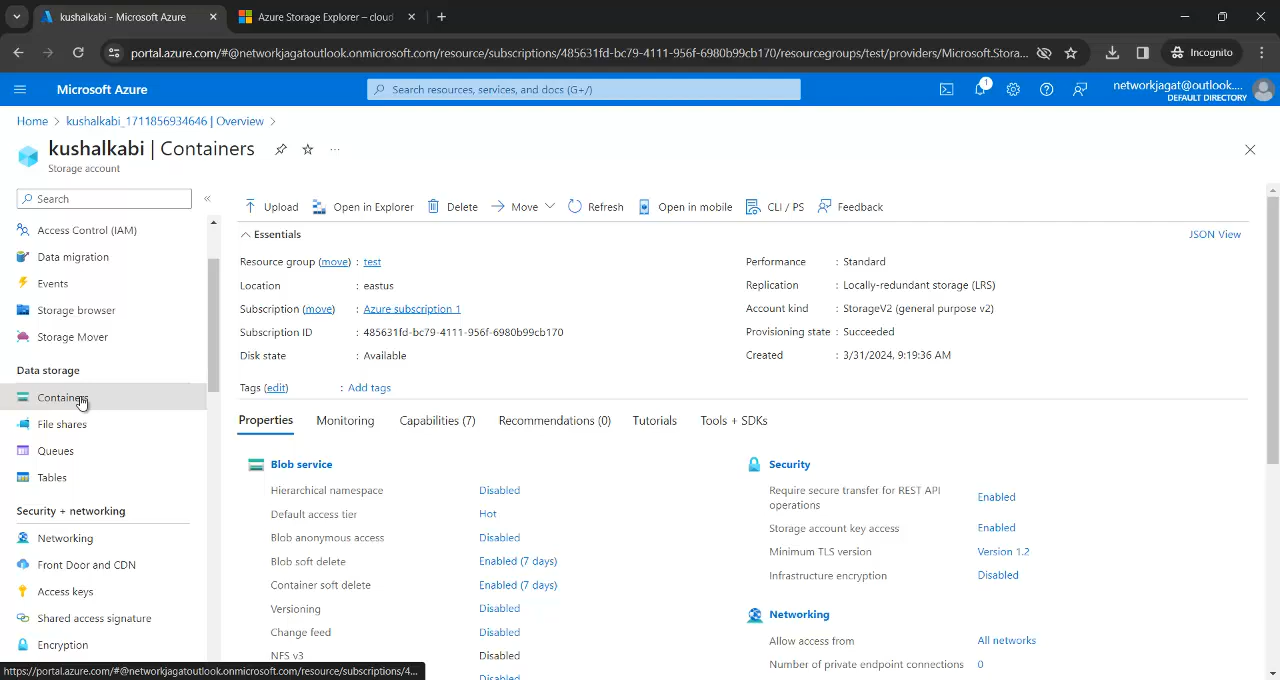 kushalkabi - Microsoft Azure
Azure Storage Explorer – cloud
portal.azure.com/#@networkjagatoutlook.onmicrosoft.com/resource/subscriptions/485631fd-bc79-4111-956f-6980b99cb170/resourcegroups/test/providers/Microsoft.Stora...
Incognito
Microsoft Azure
Search resources, services, and docs (G+/)
1
networkjagat@outlook....
DEFAULT DIRECTORY
Home > kushalkabi_1711856934646 | Overview >
kushalkabi | Containers
Storage account
Search
Access Control (IAM)
Data migration
Events
Storage browser
Storage Mover
Data storage
Containers
File shares
Queues
Tables
Security + networking
Networking
Front Door and CDN
Access keys
Shared access signature
Encryption
Upload Open in Explorer Delete Move Refresh Open in mobile CLI / PS Feedback
Essentials
JSON View
Resource group (move) : test
Location : eastus
Subscription (move) : Azure subscription 1
Subscription ID : 485631fd-bc79-4111-956f-6980b99cb170
Disk state : Available
Performance : Standard
Replication : Locally-redundant storage (LRS)
Account kind : StorageV2 (general purpose v2)
Provisioning state : Succeeded
Created : 3/31/2024, 9:19:36 AM
Tags (edit) : Add tags
Properties Monitoring Capabilities (7) Recommendations (0) Tutorials Tools + SDKs
Blob service
Hierarchical namespace Disabled
Default access tier Hot
Blob anonymous access Disabled
Blob soft delete Enabled (7 days)
Container soft delete Enabled (7 days)
Versioning Disabled
Change feed Disabled
NFS v3 Disabled
Disabled
Security
Require secure transfer for REST API
operations Enabled
Storage account key access Enabled
Minimum TLS version Version 1.2
Infrastructure encryption Disabled
Networking
Allow access from All networks
Number of private endpoint connections 0
https://portal.azure.com/#@networkjagatoutlook.onmicrosoft.com/resource/subscriptions/4...